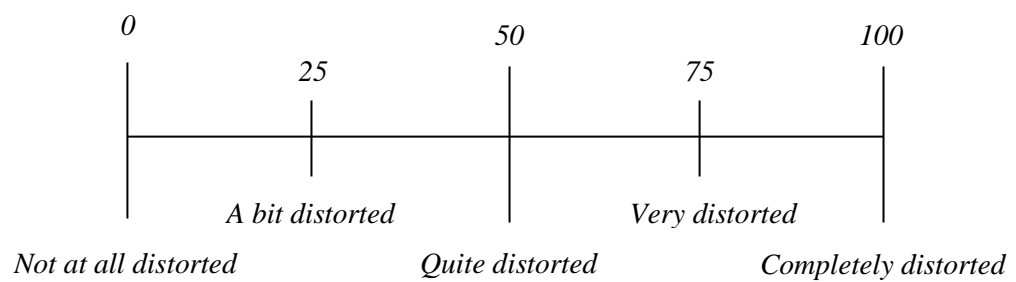 0
50
100
25
75
A bit distorted
Very distorted
Not at all distorted
Quite distorted
Completely distorted